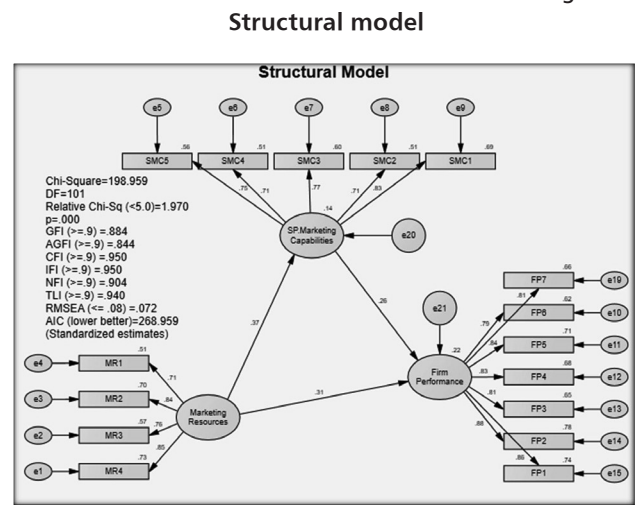 Structural model
Structural Model
e5 e6 e7 e8 e9
.56 .51 .60 .51 .69
SMC5 SMC4 SMC3 SMC2 SMC1
Chi-Square=198.959
DF=101
Relative Chi-Sq (<5.0)=1.970
p=.000
GFI (>=.9) =.884
AGFI (>=.9) =.844
CFI (>=.9) =.950
IFI (>=.9) =.950
NFI (>=.9) =.904
TLI (>=.9) =.940
RMSEA (<= .08) =.072
AIC (lower better)=268.959
(Standardized estimates)
.75 .71 .77 .71 .83
.14
SP.Marketing
Capabilities
e20
.37
.26
.31
e21
.22
Firm
Performance
.66
FP7 e19
.81
.62
FP6 e10
.79
.71
FP5 e11
.84
.68
FP4 e12
.83
.65
FP3 e13
.81
.78
FP2 e14
.88
.74
FP1 e15
.86
.51
e4 MR1
.71
.70
e3 MR2
.84
.57
e2 MR3
.76
.73
e1 MR4
.85
Marketing
Resources